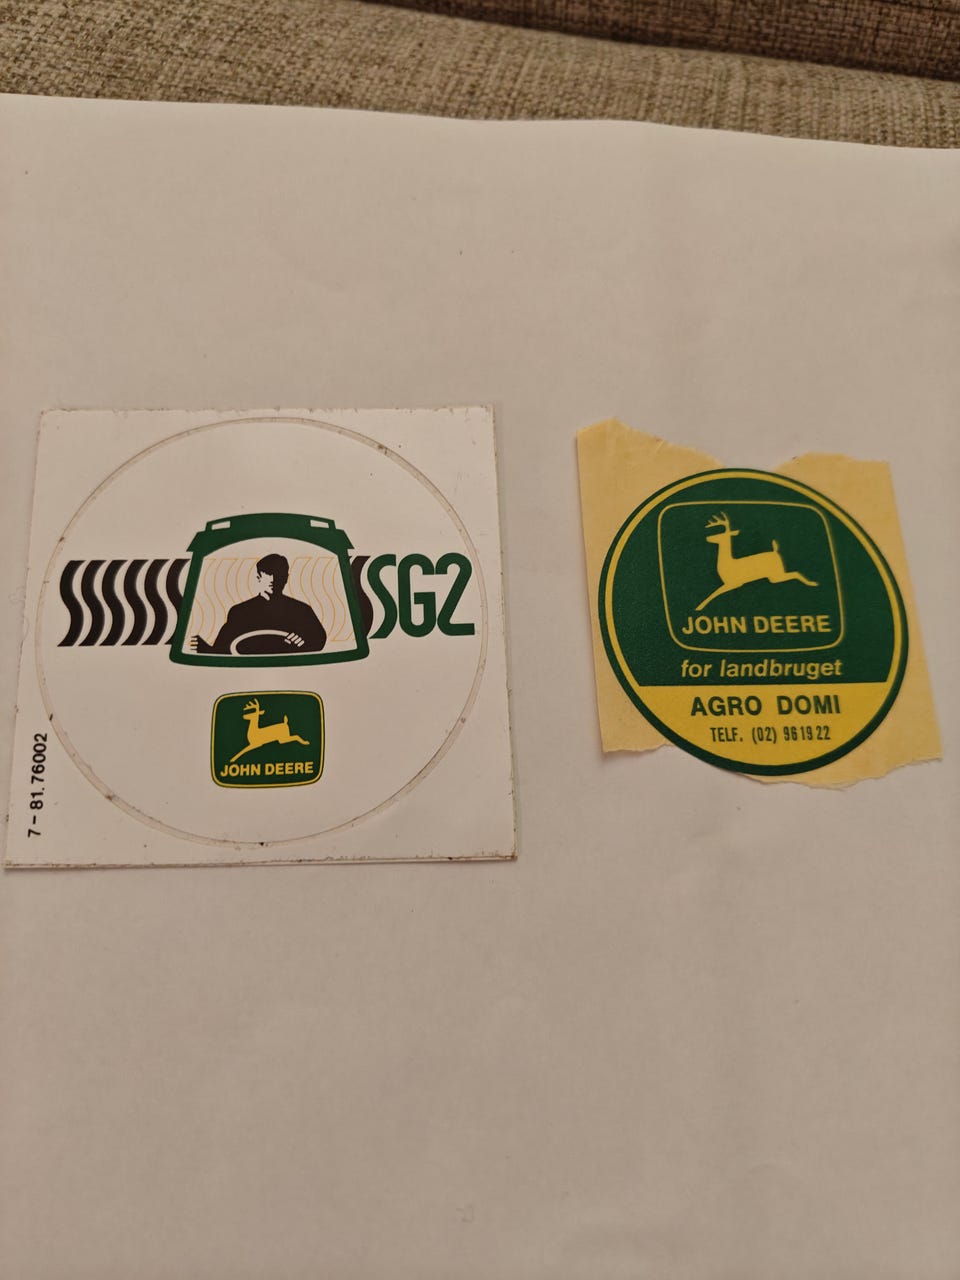 SG2
JOHN DEERE
7-81.76002
JOHN DEERE
for landbruget
AGRO DOMI
TELF. (02) 96 19 22